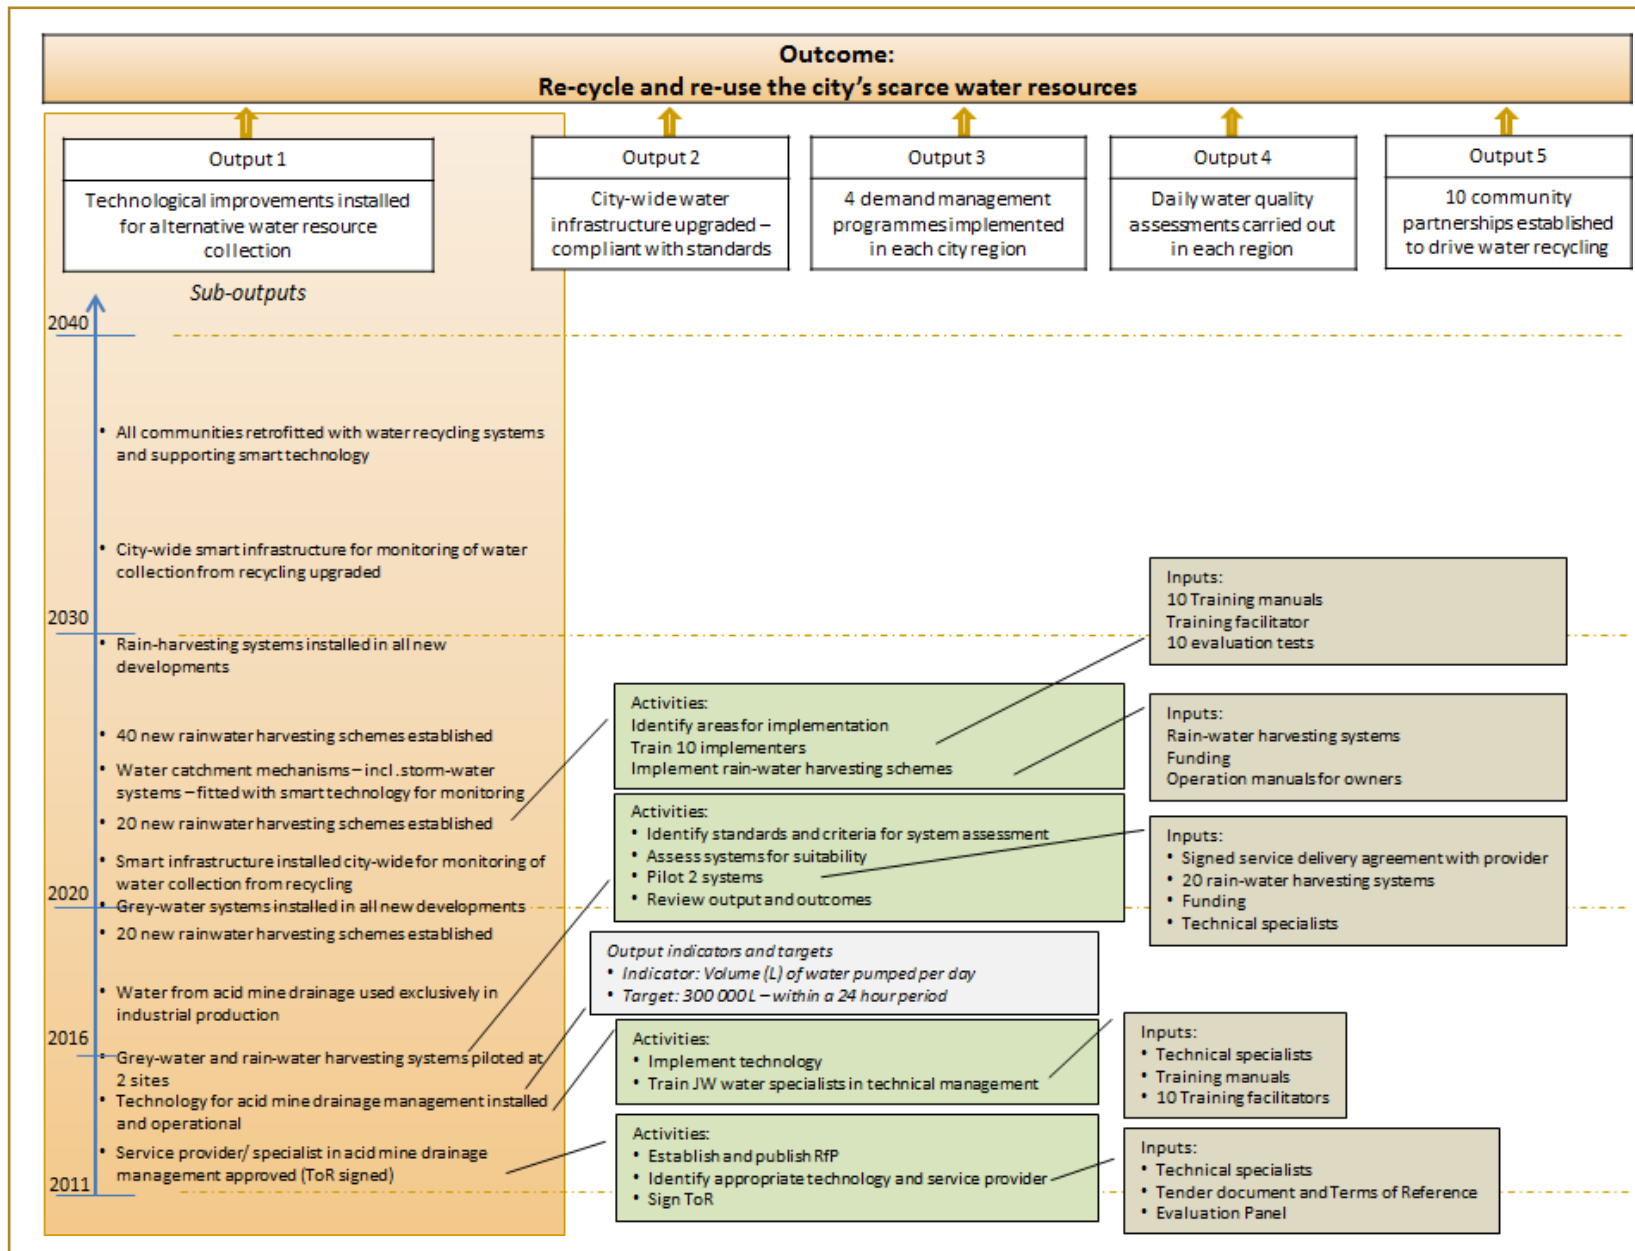 Outcome:
Re-cycle and re-use the city's scarce water resources
Output 1
Technological improvements installed
for alternative water resource
collection
Output 2
City-wide water
infrastructure upgraded –
compliant with standards
Output 3
4 demand management
programmes implemented
in each city region
Output 4
Daily water quality
assessments carried out
in each region
Output 5
10 community
partnerships established
to drive water recycling
Sub-outputs
2040
• All communities retrofitted with water recycling systems
and supporting smart technology
• City-wide smart infrastructure for monitoring of water
collection from recycling upgraded
2030
• Rain-harvesting systems installed in all new
developments
• 40 new rainwater harvesting schemes established
• Water catchment mechanisms – incl. storm-water
systems – fitted with smart technology for monitoring
• 20 new rainwater harvesting schemes established
• Smart infrastructure installed city-wide for monitoring of
water collection from recycling
2020
• Grey-water systems installed in all new developments
• 20 new rainwater harvesting schemes established
• Water from acid mine drainage used exclusively in
industrial production
2016
• Grey-water and rain-water harvesting systems piloted at
2 sites
• Technology for acid mine drainage management installed
and operational
• Service provider/ specialist in acid mine drainage
management approved (ToR signed)
2011
Activities:
Identify areas for implementation
Train 10 implementers
Implement rain-water harvesting schemes
Activities:
• Identify standards and criteria for system assessment
• Assess systems for suitability
• Pilot 2 systems
• Review output and outcomes
Output indicators and targets
• Indicator: Volume (L) of water pumped per day
• Target: 300 000 L – within a 24 hour period
Activities:
• Implement technology
• Train JW water specialists in technical management
Activities:
• Establish and publish RfP
• Identify appropriate technology and service provider
• Sign ToR
Inputs:
10 Training manuals
Training facilitator
10 evaluation tests
Inputs:
Rain-water harvesting systems
Funding
Operation manuals for owners
Inputs:
• Signed service delivery agreement with provider
• 20 rain-water harvesting systems
• Funding
• Technical specialists
Inputs:
• Technical specialists
• Training manuals
• 10 Training facilitators
Inputs:
• Technical specialists
• Tender document and Terms of Reference
• Evaluation Panel